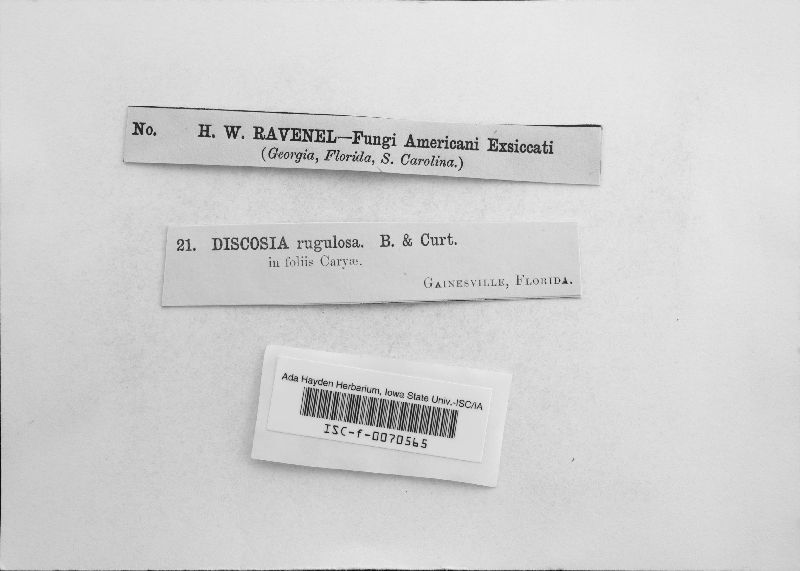 No. H. W. RAVENEL—Fungi Americani Exsiccati
(Georgia, Florida, S. Carolina.)
21. DISCOSIA rugulosa. B. & Curt.
in foliis Caryæ.
GAINESVILLE, FLORIDA.
Ada Hayden Herbarium, Iowa State Univ.-ISC/IA
ISC-f-0070565